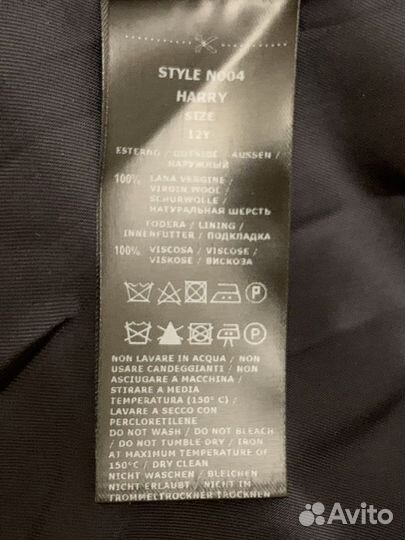 STYLE N004
HARRY
SIZE
12Y
ESTERNO / OUTSIDE / AUSSEN /
НАРУЖНЫЙ
100% LANA VERGINE /
VIRGIN WOOL /
SCHURWOLLE /
НАТУРАЛЬНАЯ ШЕРСТЬ
FODERA / LINING /
INNENFUTTER / ПОДКЛАДКА
100% VISCOSA / VISCOSE /
VISKOSE / ВИСКОЗА
P
P
NON LAVARE IN ACQUA / NON
USARE CANDEGGIANTI / NON
ASCIUGARE A MACCHINA /
STIRARE A MEDIA
TEMPERATURA (150°C) /
LAVARE A SECCO CON
PERCLORETILENE
DO NOT WASH / DO NOT BLEACH
/ DO NOT TUMBLE DRY / IRON
AT MAXIMUM TEMPERATURE OF
150°C / DRY CLEAN
NICHT WASCHEN / BLEICHEN
NICHT ERLAUBT / NICHT IM
TROMMELTROCKNER TROCKNEN
Avito